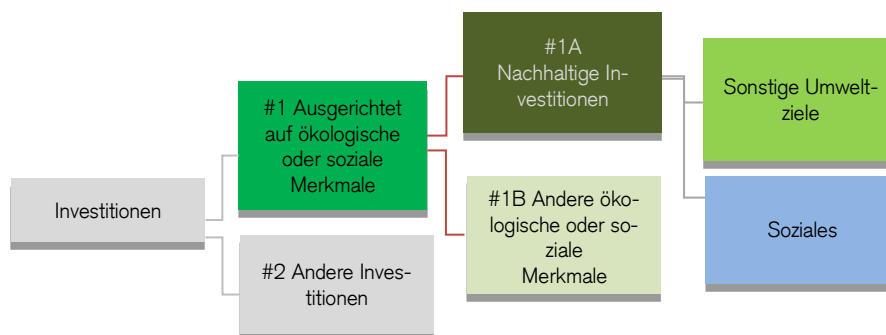 Investitionen
#1 Ausgerichtet
auf ökologische
oder soziale
Merkmale
#2 Andere Inves-
titionen
#1A
Nachhaltige In-
vestitionen
#1B Andere öko-
logische oder so-
ziale
Merkmale
Sonstige Umwelt-
ziele
Soziales